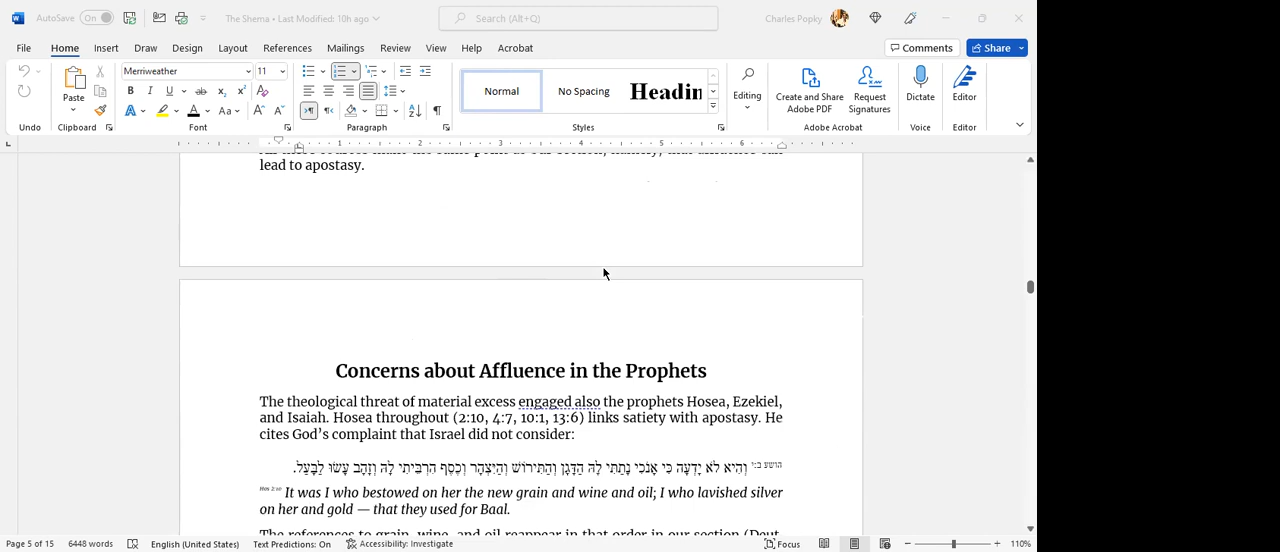 AutoSave On
The Shema • Last Modified: 10h ago
Search (Alt+Q)
Charles Popky
File Home Insert Draw Design Layout References Mailings Review View Help Acrobat
Comments Share
Merriweather 11
Normal No Spacing Headin
Paste
Editing
Create and Share Adobe PDF
Request Signatures
Dictate
Editor
Undo Clipboard Font Paragraph Styles Adobe Acrobat Voice Editor
1 2 3 4 5 6
lead to apostasy.
Concerns about Affluence in the Prophets
The theological threat of material excess engaged also the prophets Hosea, Ezekiel,
and Isaiah. Hosea throughout (2:10, 4:7, 10:1, 13:6) links satiety with apostasy. He
cites God’s complaint that Israel did not consider:
הושע ב:י וְהִיא לֹא יָדְעָה כִּי אָנֹכִי נָתַתִּי לָהּ הַדָּגָן וְהַתִּירוֹשׁ וְהַיִּצְהָר וְכֶסֶף הִרְבֵּיתִי לָהּ וְזָהָב עָשׂוּ לַבָּעַל.
Hos 2:10 It was I who bestowed on her the new grain and wine and oil; I who lavished silver
on her and gold — that they used for Baal.
The references to grain, wine, and oil reappear in that order in our section (Deut
Page 5 of 15 6448 words English (United States) Text Predictions: On Accessibility: Investigate Focus 110%